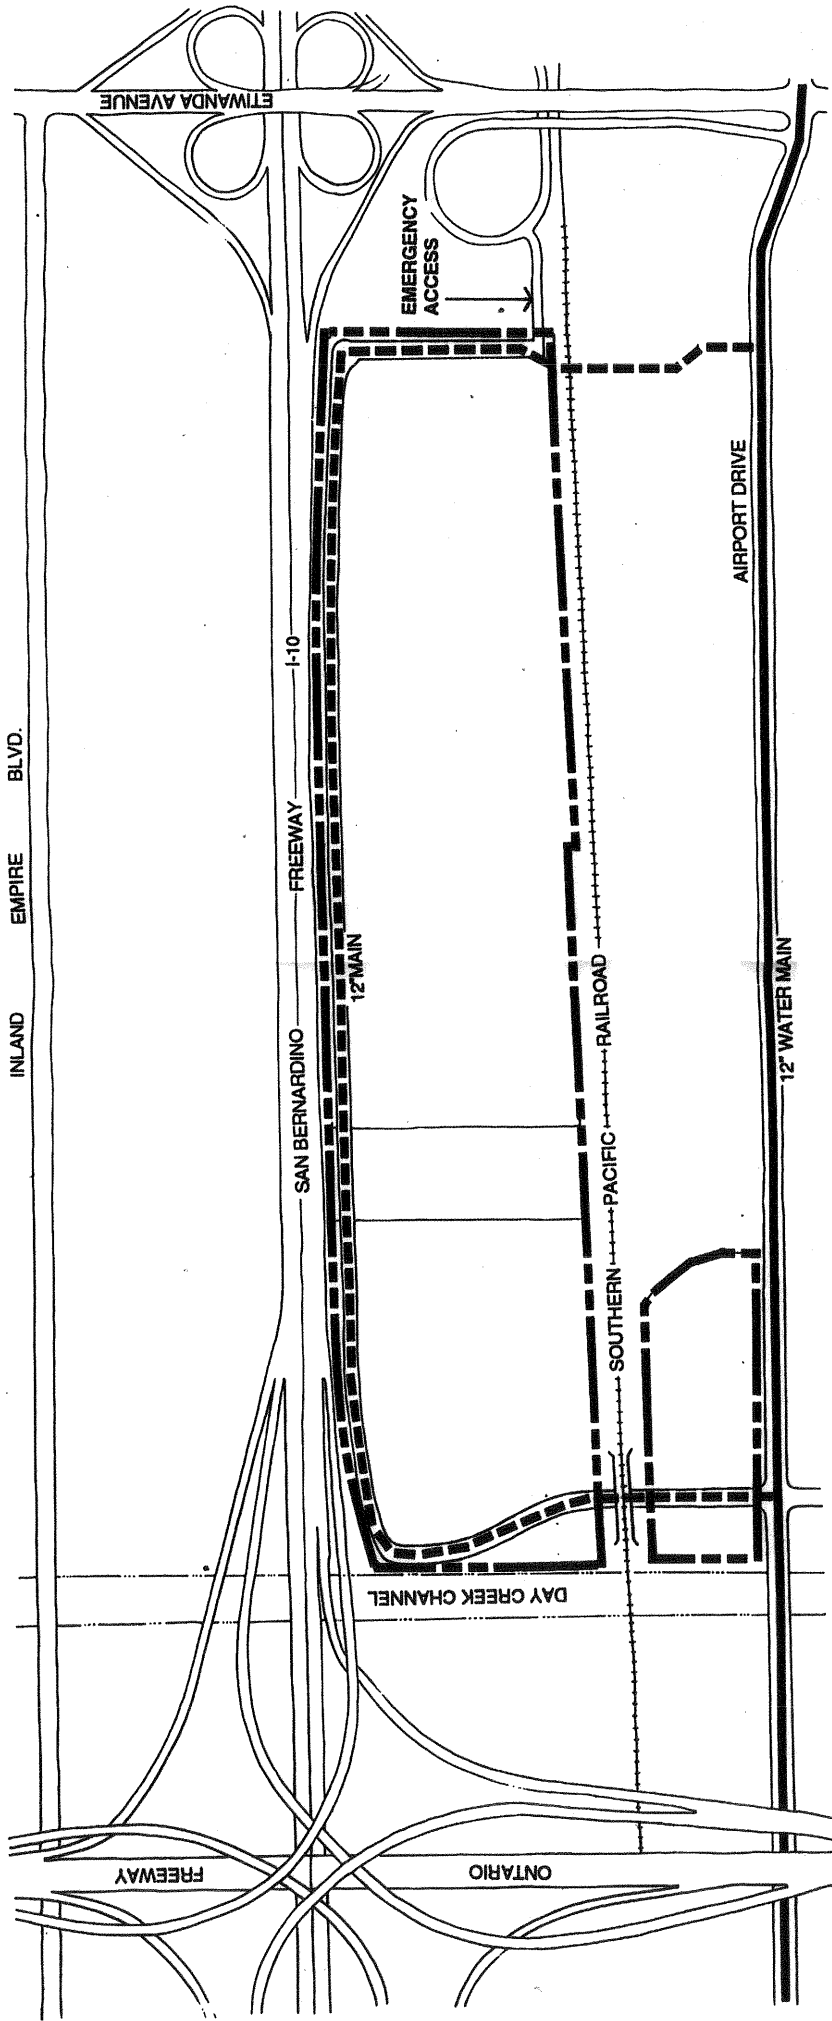 INLAND EMPIRE BLVD.
ETIWANDA AVENUE
SAN BERNARDINO FREEWAY I-10
EMERGENCY
ACCESS
12" MAIN
SOUTHERN PACIFIC RAILROAD
AIRPORT DRIVE
12" WATER MAIN
DAY CREEK CHANNEL
ONTARIO FREEWAY